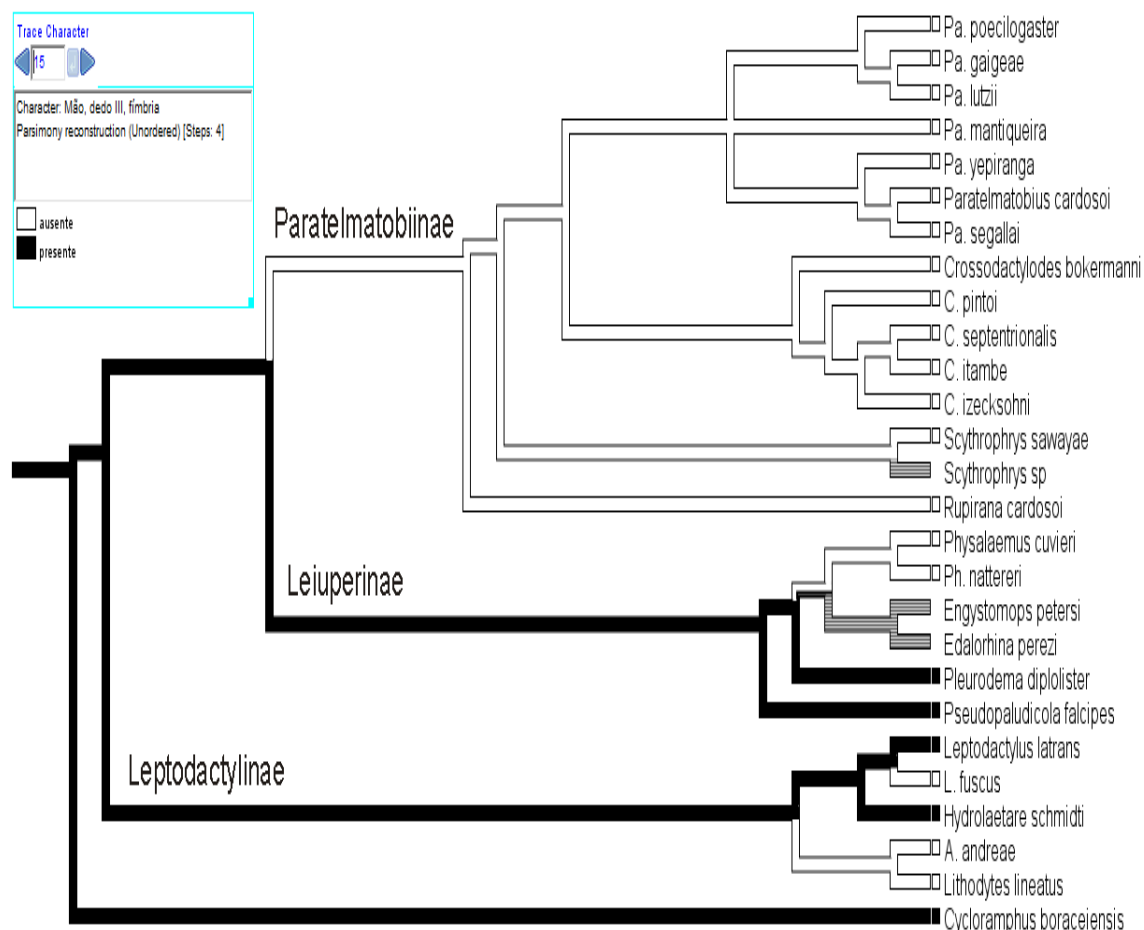 Trace Character
15
Character: Mão, dedo III, fímbria
Parsimony reconstruction (Unordered) [Steps: 4]
ausente
presente
Paratelmatobiinae
Leiuperinae
Leptodactylinae
Pa. poecilogaster
Pa. gaigeae
Pa. lutzii
Pa. mantiqueira
Pa. yepiranga
Paratelmatobius cardosoi
Pa. segallai
Crossodactylodes bokermanni
C. pintoi
C. septentrionalis
C. itambe
C. izecksohni
Scythrophrys sawayae
Scythrophrys sp
Rupirana cardosoi
Physalaemus cuvieri
Ph. nattereri
Engystomops petersi
Edalorhina perezi
Pleurodema diplolister
Pseudopaludicola falcipes
Leptodactylus latrans
L. fuscus
Hydrolaetare schmidti
A. andreae
Lithodytes lineatus
Cycloramphus boraceiensis